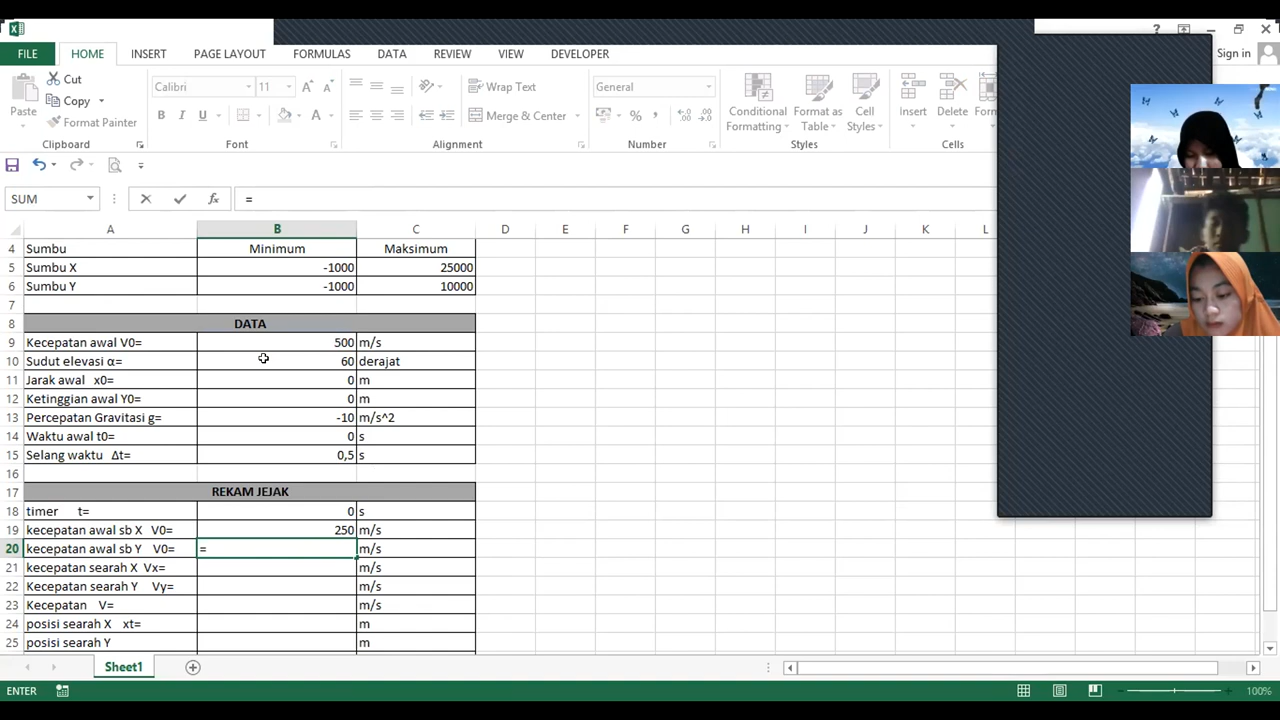 FILE HOME INSERT PAGE LAYOUT FORMULAS DATA REVIEW VIEW DEVELOPER Sign in
Cut
Copy
Format Painter
Paste
Calibri 11
B I U
Wrap Text
Merge & Center
General
Conditional Formatting
Format as Table
Cell Styles
Insert
Delete
Clipboard Font Alignment Number Styles Cells
SUM =
A B C D E F G H I J K L
4 Sumbu Minimum Maksimum
5 Sumbu X -1000 25000
6 Sumbu Y -1000 10000
7
8 DATA
9 Kecepatan awal V0= 500 m/s
10 Sudut elevasi α= 60 derajat
11 Jarak awal x0= 0 m
12 Ketinggian awal Y0= 0 m
13 Percepatan Gravitasi g= -10 m/s^2
14 Waktu awal t0= 0 s
15 Selang waktu Δt= 0,5 s
16
17 REKAM JEJAK
18 timer t= 0 s
19 kecepatan awal sb X V0= 250 m/s
20 kecepatan awal sb Y V0= = m/s
21 kecepatan searah X Vx= m/s
22 Kecepatan searah Y Vy= m/s
23 Kecepatan V= m/s
24 posisi searah X xt= m
25 posisi searah Y m
Sheet1
ENTER 100%